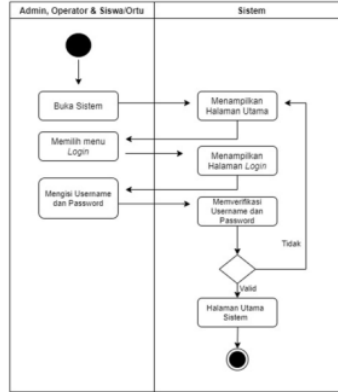 Admin, Operator & Siswa/Ortu
Sistem
Buka Sistem
Menampilkan
Halaman Utama
Memilih menu
Login
Menampilkan
Halaman Login
Mengisi Username
dan Password
Memverifikasi
Username dan
Password
Tidak
Valid
Halaman Utama
Sistem